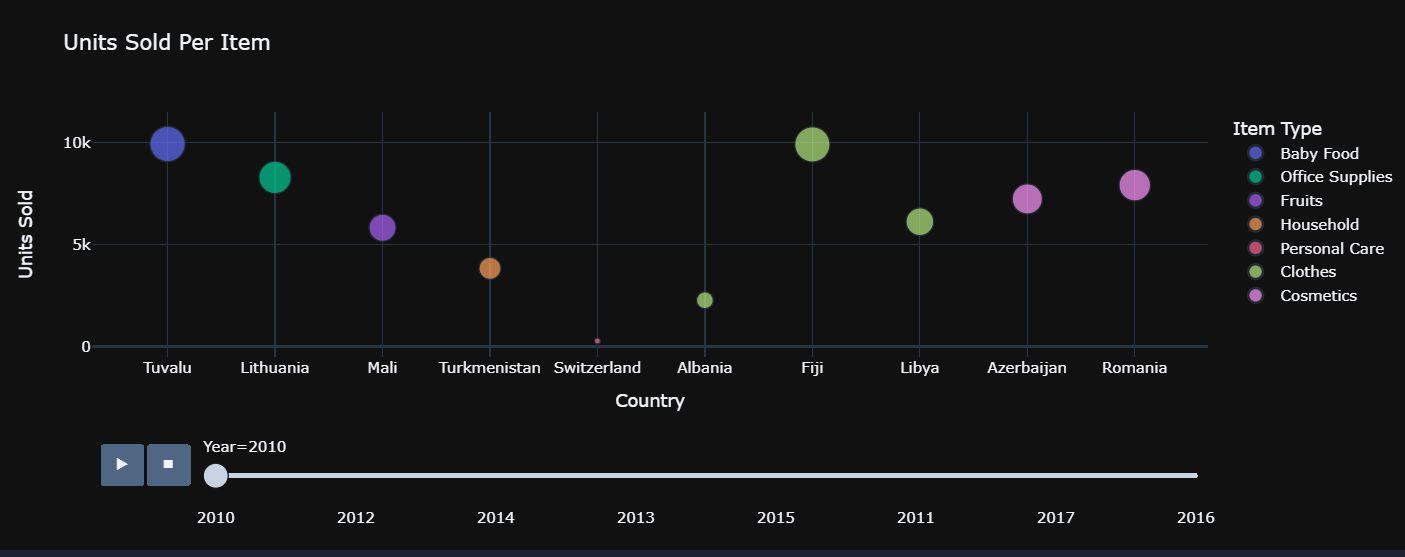 Units Sold Per Item
Units Sold
10k
5k
0
Tuvalu Lithuania Mali Turkmenistan Switzerland Albania Fiji Libya Azerbaijan Romania
Country
Item Type
Baby Food
Office Supplies
Fruits
Household
Personal Care
Clothes
Cosmetics
Year=2010
2010 2012 2014 2013 2015 2011 2017 2016